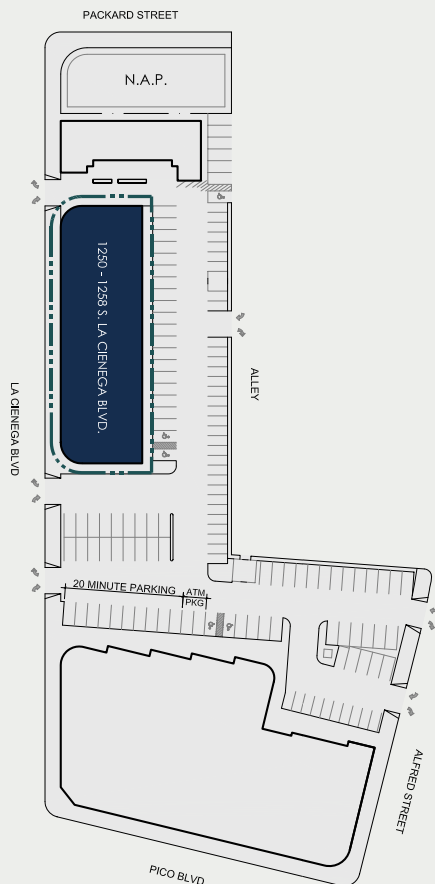 PACKARD STREET
N.A.P.
1250 - 1258 S. LA CIENEGA BLVD.
ALLEY
LA CIENEGA BLVD
20 MINUTE PARKING
ATM
PKG
ALFRED STREET
PICO BLVD